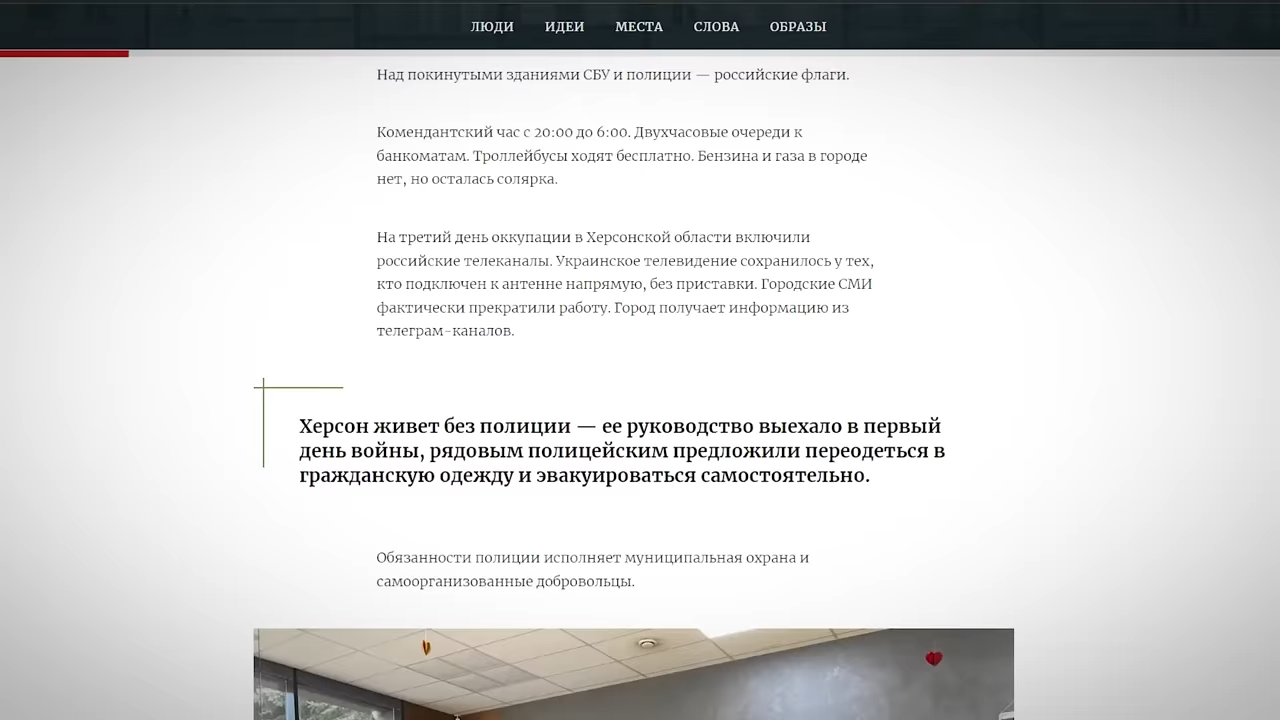 ЛЮДИ ИДЕИ МЕСТА СЛОВА ОБРАЗЫ
Над покинутыми зданиями СБУ и полиции — российские флаги.
Комендантский час с 20:00 до 6:00. Двухчасовые очереди к
банкоматам. Троллейбусы ходят бесплатно. Бензина и газа в городе
нет, но осталась солярка.
На третий день оккупации в Херсонской области включили
российские телеканалы. Украинское телевидение сохранилось у тех,
кто подключен к антенне напрямую, без приставки. Городские СМИ
фактически прекратили работу. Город получает информацию из
телеграм-каналов.
Херсон живет без полиции — ее руководство выехало в первый
день войны, рядовым полицейским предложили переодеться в
гражданскую одежду и эвакуироваться самостоятельно.
Обязанности полиции исполняет муниципальная охрана и
самоорганизованные добровольцы.